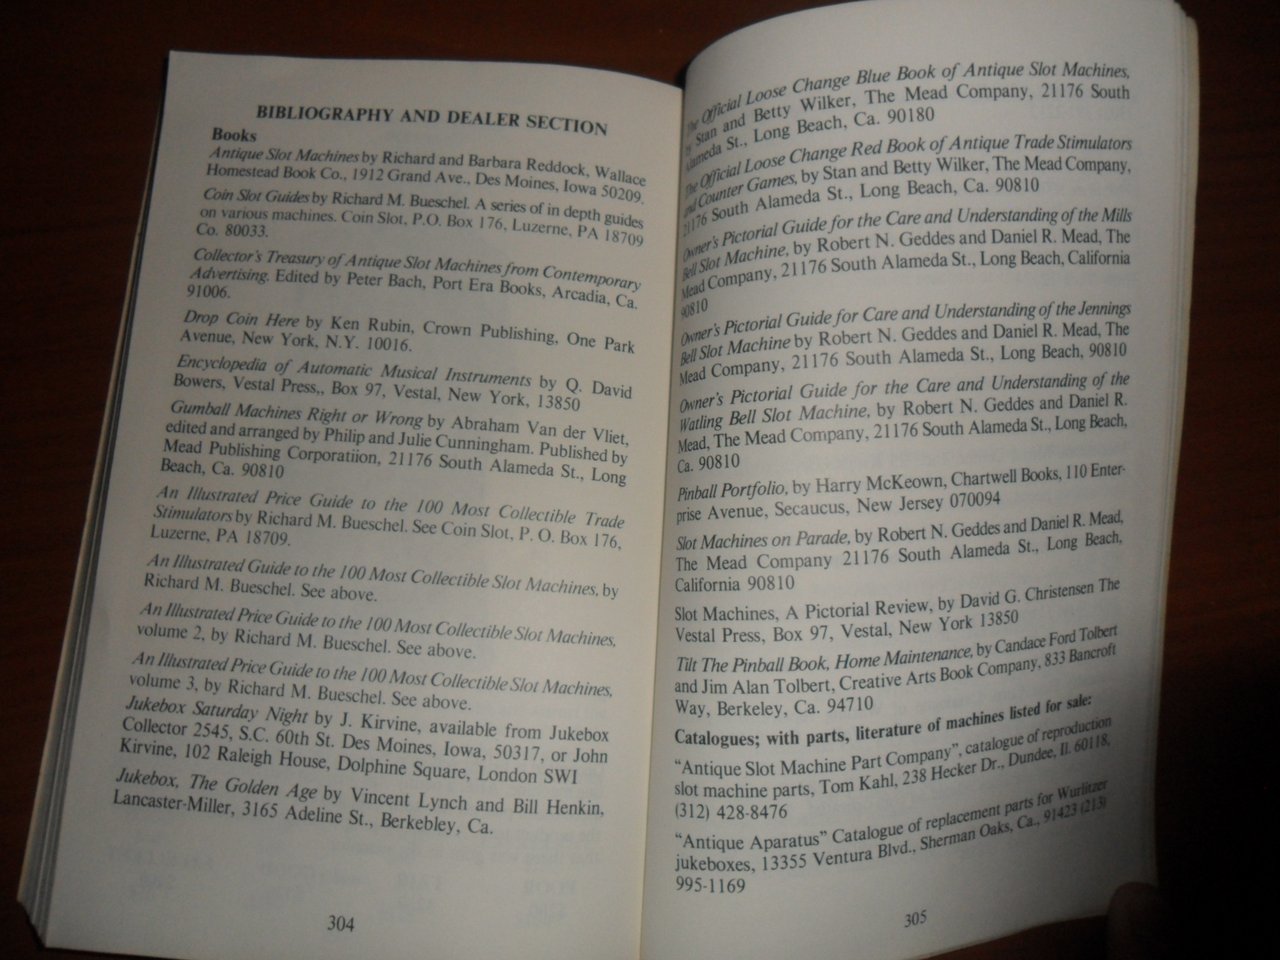 BIBLIOGRAPHY AND DEALER SECTION
Books
Antique Slot Machines by Richard and Barbara Reddock, Wallace
Homestead Book Co., 1912 Grand Ave., Des Moines, Iowa 50209.
Coin Slot Guides by Richard M. Bueschel. A series of in depth guides
on various machines. Coin Slot, P.O. Box 176, Luzerne, PA 18709
Co. 80033.
Collector's Treasury of Antique Slot Machines from Contemporary
Advertising. Edited by Peter Bach, Port Era Books, Arcadia, Ca.
91006.
Drop Coin Here by Ken Rubin, Crown Publishing, One Park
Avenue, New York, N.Y. 10016.
Encyclopedia of Automatic Musical Instruments by Q. David
Bowers, Vestal Press,, Box 97, Vestal, New York, 13850
Gumball Machines Right or Wrong by Abraham Van der Vliet,
edited and arranged by Philip and Julie Cunningham. Published by
Mead Publishing Corporatiion, 21176 South Alameda St., Long
Beach, Ca. 90810
An Illustrated Price Guide to the 100 Most Collectible Trade
Stimulators by Richard M. Bueschel. See Coin Slot, P. O. Box 176,
Luzerne, PA 18709.
An Illustrated Guide to the 100 Most Collectible Slot Machines, by
Richard M. Bueschel. See above.
An Illustrated Price Guide to the 100 Most Collectible Slot Machines,
volume 2, by Richard M. Bueschel. See above.
An Illustrated Price Guide to the 100 Most Collectible Slot Machines,
volume 3, by Richard M. Bueschel. See above.
Jukebox Saturday Night by J. Kirvine, available from Jukebox
Collector 2545, S.C. 60th St. Des Moines, Iowa, 50317, or John
Kirvine, 102 Raleigh House, Dolphine Square, London SWI
Jukebox, The Golden Age by Vincent Lynch and Bill Henkin,
Lancaster-Miller, 3165 Adeline St., Berkebley, Ca.
304
The Official Loose Change Blue Book of Antique Slot Machines,
by Stan and Betty Wilker, The Mead Company, 21176 South
Alameda St., Long Beach, Ca. 90180
The Official Loose Change Red Book of Antique Trade Stimulators
and Counter Games, by Stan and Betty Wilker, The Mead Company,
21176 South Alameda St., Long Beach, Ca. 90810
Owner's Pictorial Guide for the Care and Understanding of the Mills
Bell Slot Machine, by Robert N. Geddes and Daniel R. Mead, The
Mead Company, 21176 South Alameda St., Long Beach, California
90810
Owner's Pictorial Guide for Care and Understanding of the Jennings
Bell Slot Machine by Robert N. Geddes and Daniel R. Mead, The
Mead Company, 21176 South Alameda St., Long Beach, 90810
Owner's Pictorial Guide for the Care and Understanding of the
Watling Bell Slot Machine, by Robert N. Geddes and Daniel R.
Mead, The Mead Company, 21176 South Alameda St., Long Beach,
Ca. 90810
Pinball Portfolio, by Harry McKeown, Chartwell Books, 110 Enter-
prise Avenue, Secaucus, New Jersey 070094
Slot Machines on Parade, by Robert N. Geddes and Daniel R. Mead,
The Mead Company 21176 South Alameda St., Long Beach,
California 90810
Slot Machines, A Pictorial Review, by David G. Christensen The
Vestal Press, Box 97, Vestal, New York 13850
Tilt The Pinball Book, Home Maintenance, by Candace Ford Tolbert
and Jim Alan Tolbert, Creative Arts Book Company, 833 Bancroft
Way, Berkeley, Ca. 94710
Catalogues; with parts, literature of machines listed for sale:
"Antique Slot Machine Part Company", catalogue of reproduction
slot machine parts, Tom Kahl, 238 Hecker Dr., Dundee, Il. 60118,
(312) 428-8476
"Antique Aparatus" Catalogue of replacement parts for Wurlitzer
jukeboxes, 13355 Ventura Blvd., Sherman Oaks, Ca., 91423 (213)
995-1169
305